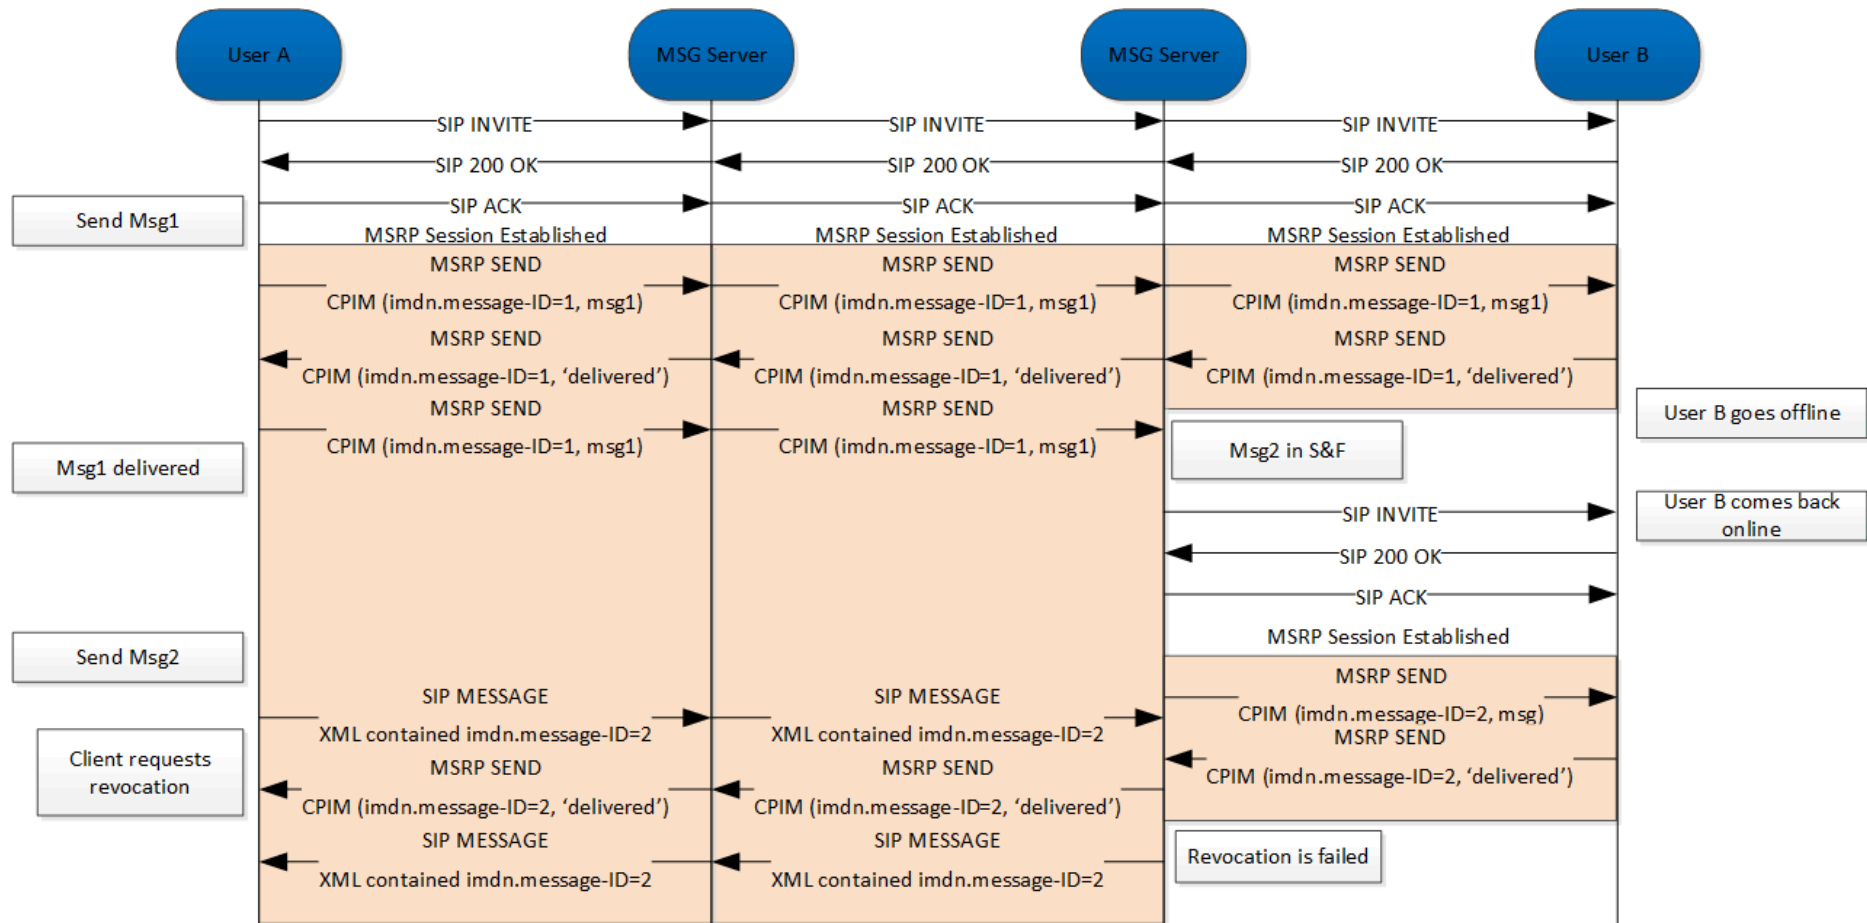 User A
MSG Server
MSG Server
User B
SIP INVITE
SIP INVITE
SIP INVITE
SIP 200 OK
SIP 200 OK
SIP 200 OK
Send Msg1
SIP ACK
SIP ACK
SIP ACK
MSRP Session Established
MSRP Session Established
MSRP Session Established
MSRP SEND
MSRP SEND
MSRP SEND
CPIM (imdn.message-ID=1, msg1)
CPIM (imdn.message-ID=1, msg1)
CPIM (imdn.message-ID=1, msg1)
MSRP SEND
MSRP SEND
MSRP SEND
CPIM (imdn.message-ID=1, ‘delivered’)
CPIM (imdn.message-ID=1, ‘delivered’)
CPIM (imdn.message-ID=1, ‘delivered’)
MSRP SEND
MSRP SEND
User B goes offline
CPIM (imdn.message-ID=1, msg1)
CPIM (imdn.message-ID=1, msg1)
Msg2 in S&F
Msg1 delivered
SIP INVITE
User B comes back
online
SIP 200 OK
SIP ACK
MSRP Session Established
Send Msg2
MSRP SEND
SIP MESSAGE
SIP MESSAGE
CPIM (imdn.message-ID=2, msg)
XML contained imdn.message-ID=2
XML contained imdn.message-ID=2
MSRP SEND
Client requests
revocation
MSRP SEND
MSRP SEND
CPIM (imdn.message-ID=2, ‘delivered’)
CPIM (imdn.message-ID=2, ‘delivered’)
CPIM (imdn.message-ID=2, ‘delivered’)
SIP MESSAGE
SIP MESSAGE
Revocation is failed
XML contained imdn.message-ID=2
XML contained imdn.message-ID=2